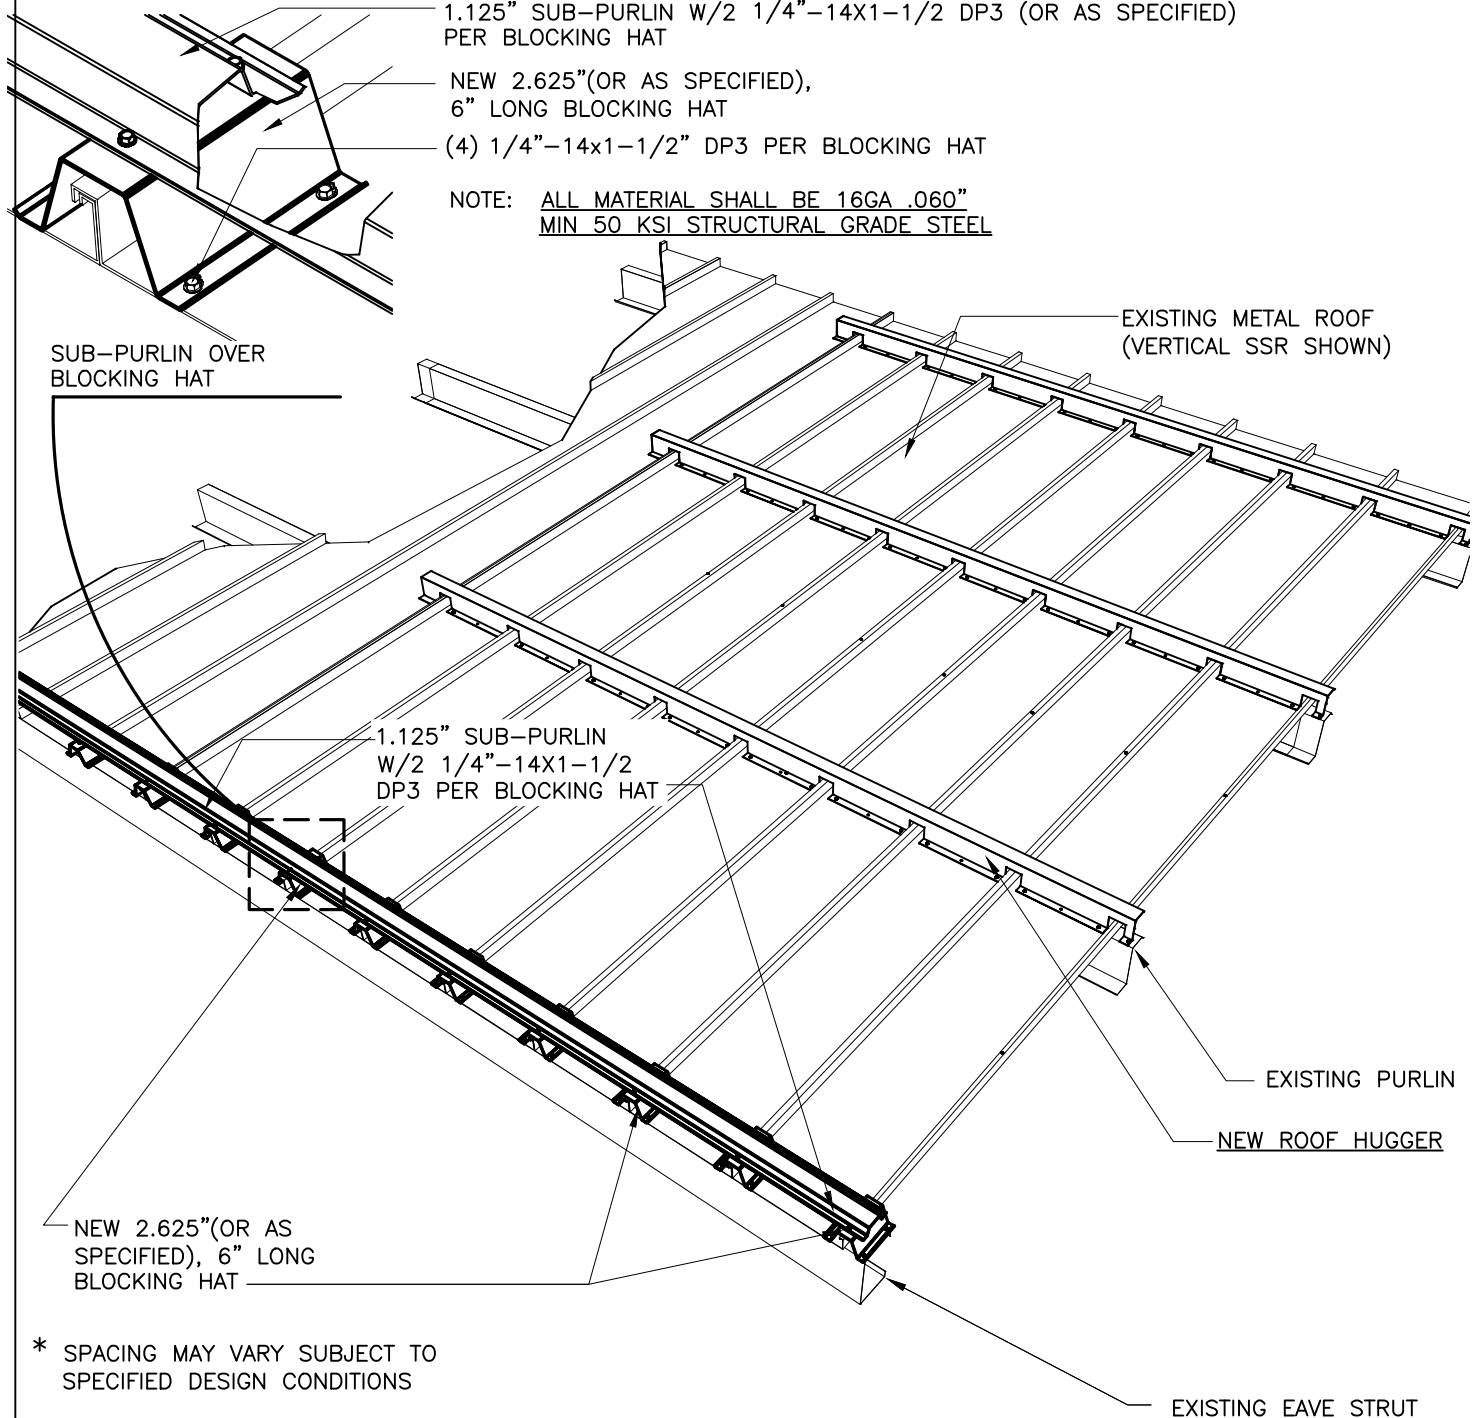 1.125" SUB-PURLIN W/2 1/4"-14X1-1/2 DP3 (OR AS SPECIFIED)
PER BLOCKING HAT
NEW 2.625"(OR AS SPECIFIED),
6" LONG BLOCKING HAT
(4) 1/4"-14x1-1/2" DP3 PER BLOCKING HAT
NOTE: ALL MATERIAL SHALL BE 16GA .060"
MIN 50 KSI STRUCTURAL GRADE STEEL
EXISTING METAL ROOF
(VERTICAL SSR SHOWN)
SUB-PURLIN OVER
BLOCKING HAT
1.125" SUB-PURLIN
W/2 1/4"-14X1-1/2
DP3 PER BLOCKING HAT
EXISTING PURLIN
NEW ROOF HUGGER
NEW 2.625"(OR AS
SPECIFIED), 6" LONG
BLOCKING HAT
* SPACING MAY VARY SUBJECT TO
SPECIFIED DESIGN CONDITIONS
EXISTING EAVE STRUT